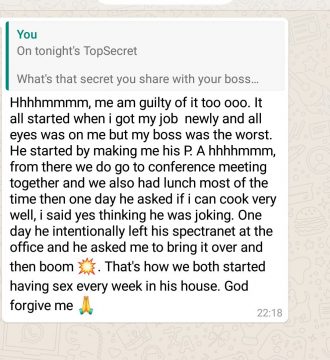 You
On tonight's TopSecret
What's that secret you share with your boss...
Hhhhmmmm, me am guilty of it too ooo. It
all started when i got my job  newly and all
eyes was on me but my boss was the worst.
He started by making me his P. A hhhhmmm,
from there we do go to conference meeting
together and we also had lunch most of the
time then one day he asked if i can cook very
well, i said yes thinking he was joking. One
day he intentionally left his spectranet at the
office and he asked me to bring it over and
then boom 💥. That's how we both started
having sex every week in his house. God
forgive me 🙏
22:18